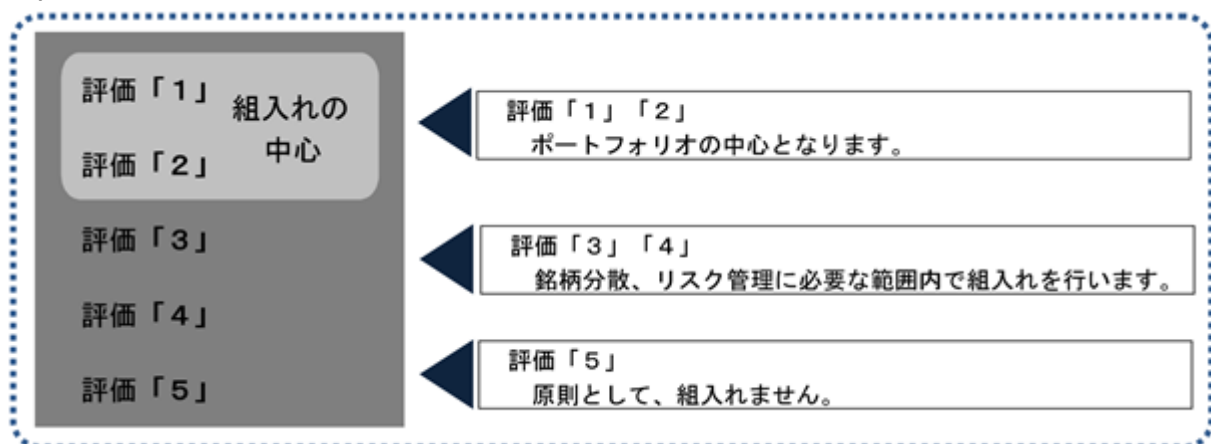 評価「１」
組入れの
中心
評価「２」
評価「３」
評価「４」
評価「５」
評価「１」「２」
ポートフォリオの中心となります。
評価「３」「４」
銘柄分散、リスク管理に必要な範囲内で組入れを行います。
評価「５」
原則として、組入れません。